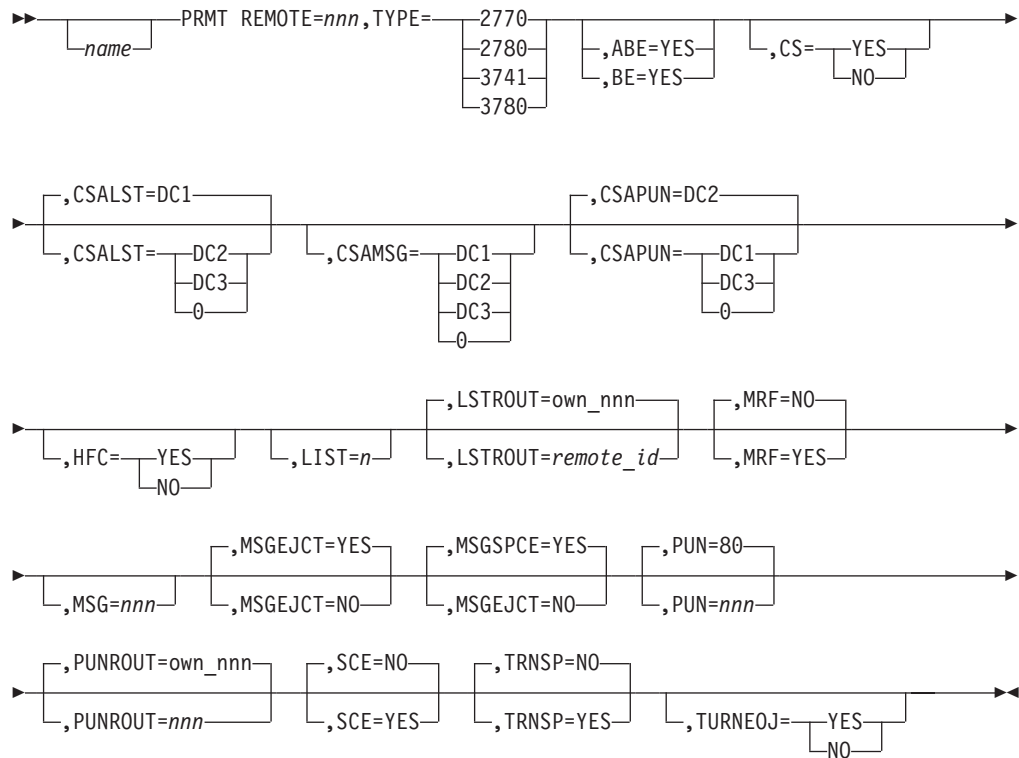 PRMT REMOTE=nnn,TYPE= 2770
name 2780 ,ABE=YES ,CS= YES
3741 ,BE=YES NO
3780
,CSALST=DC1 ,CSAPUN=DC2
,CSALST= DC2 ,CSAMSG= DC1 ,CSAPUN= DC1
DC3 DC2 DC3
0 DC3 0
0
,LSTROUT=own_nnn ,MRF=NO
,HFC= YES ,LIST=n ,LSTROUT=remote_id ,MRF=YES
NO
,MSGEJCT=YES ,MSGSPCE=YES ,PUN=80
,MSG=nnn ,MSGEJCT=NO ,MSGEJCT=NO ,PUN=nnn
,PUNROUT=own_nnn ,SCE=NO ,TRNSP=NO
,PUNROUT=nnn ,SCE=YES ,TRNSP=YES ,TURNEOJ= YES
NO